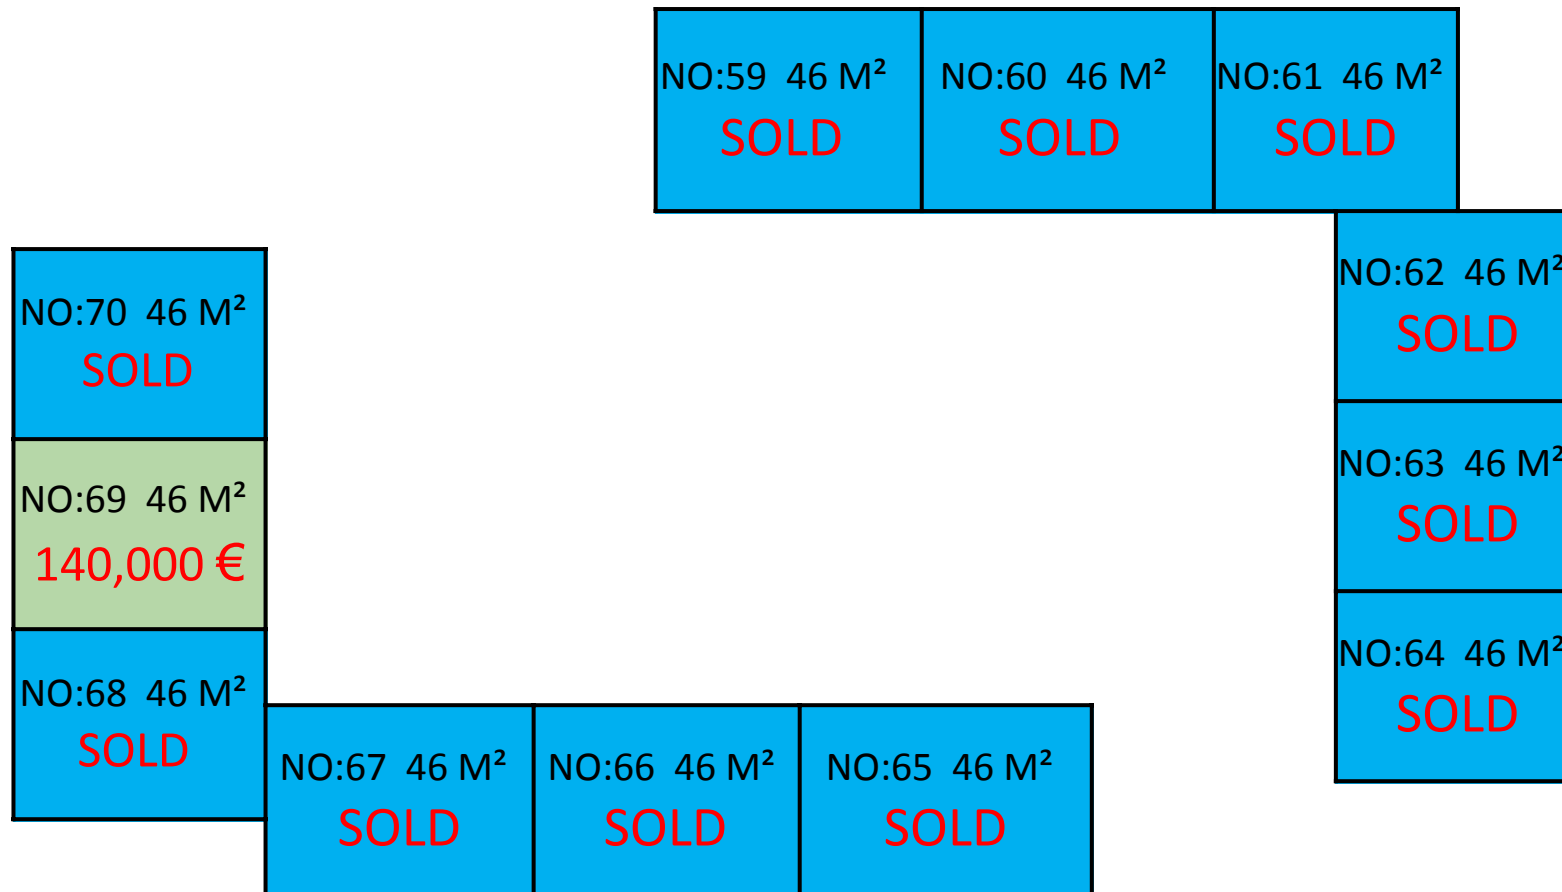 NO:59 46 M²
SOLD
NO:60 46 M²
SOLD
NO:61 46 M²
SOLD
NO:62 46 M²
SOLD
NO:63 46 M²
SOLD
NO:64 46 M²
SOLD
NO:70 46 M²
SOLD
NO:69 46 M²
140,000 €
NO:68 46 M²
SOLD
NO:67 46 M²
SOLD
NO:66 46 M²
SOLD
NO:65 46 M²
SOLD